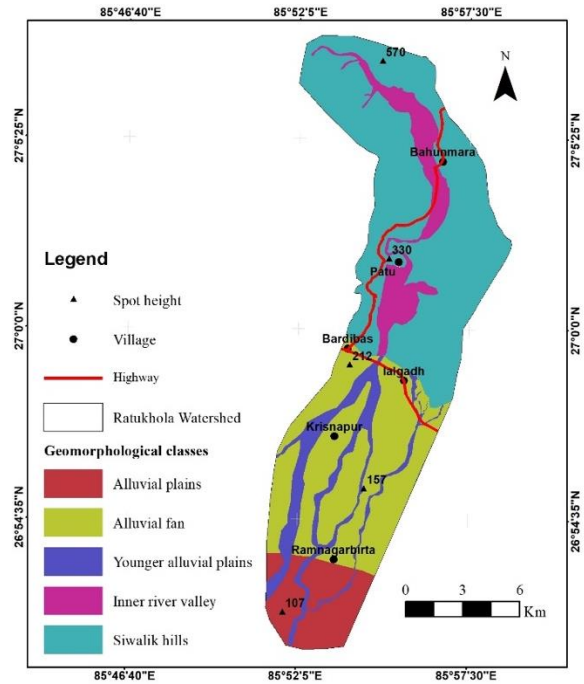 85°46'40"E 85°52'5"E 85°57'30"E
570
N
27°5'25"N 27°5'25"N
Bahunmara
330
Patu
Legend
Spot height
Village
Highway
Ratukhola Watershed
Geomorphological classes
Alluvial plains
Alluvial fan
Younger alluvial plains
Inner river valley
Siwalik hills
27°0'0"N 27°0'0"N
Bardibas
212
lalgadh
Krisnapur
157
26°54'35"N 26°54'35"N
Ramnagarbirta
107
0 3 6
Km
85°46'40"E 85°52'5"E 85°57'30"E